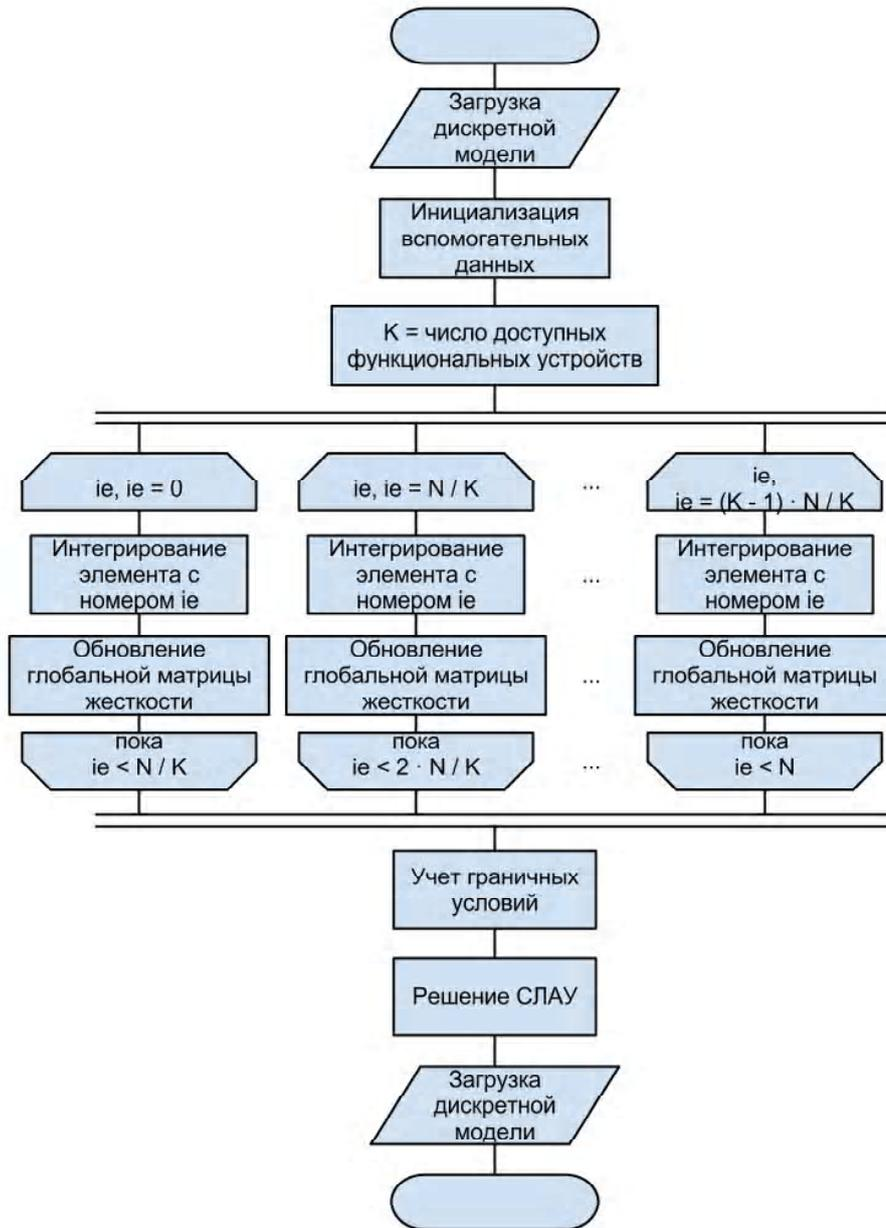 Загрузка
дискретной
модели
Инициализация
вспомогательных
данных
K = число доступных
функциональных устройств
ie, ie = 0
ie, ie = N / K
...
ie,
ie = (K - 1) · N / K
Интегрирование
элемента с
номером ie
Интегрирование
элемента с
номером ie
...
Интегрирование
элемента с
номером ie
Обновление
глобальной матрицы
жесткости
Обновление
глобальной матрицы
жесткости
...
Обновление
глобальной матрицы
жесткости
пока
ie < N / K
пока
ie < 2 · N / K
...
пока
ie < N
Учет граничных
условий
Решение СЛАУ
Загрузка
дискретной
модели